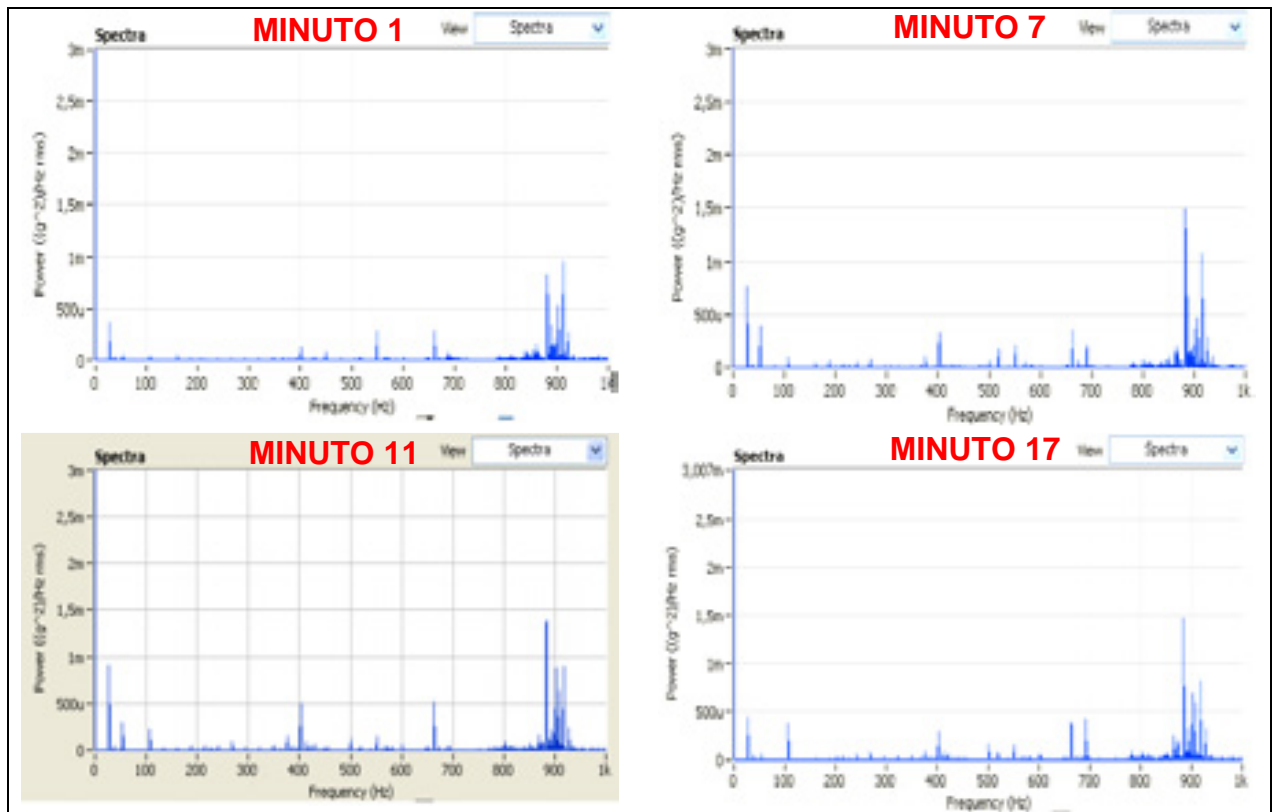 Spectra MINUTO 1 View Spectra
3m
2,5m
2m
1,5m
1m
500u
0
Power ((g^2)/Hz rms)
0 100 200 300 400 500 600 700 800 900
Frequency (Hz)
Spectra MINUTO 7 View Spectra
3m
2,5m
2m
1,5m
1m
500u
0
Power ((g^2)/Hz rms)
0 100 200 300 400 500 600 700 800 900 1k
Frequency (Hz)
Spectra MINUTO 11 View Spectra
3m
2,5m
2m
1,5m
1m
500u
0
Power ((g^2)/Hz rms)
0 100 200 300 400 500 600 700 800 900 1k
Frequency (Hz)
Spectra MINUTO 17 View Spectra
3,007m
2,5m
2m
1,5m
1m
500u
0
Power ((g^2)/Hz rms)
0 100 200 300 400 500 600 700 800 900 1k
Frequency (Hz)